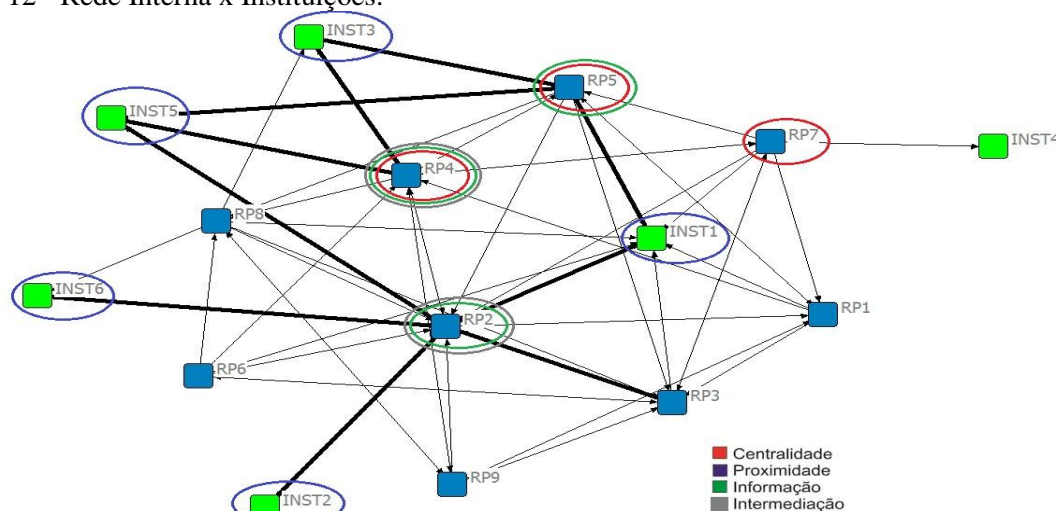 12 - Rede Interna x Instituições.
INST3
RP5
INST5
RP7
INST4
RP4
RP8
INST1
INST6
RP2
RP1
RP6
RP3
RP9
INST2
Centralidade
Proximidade
Informação
Intermediação